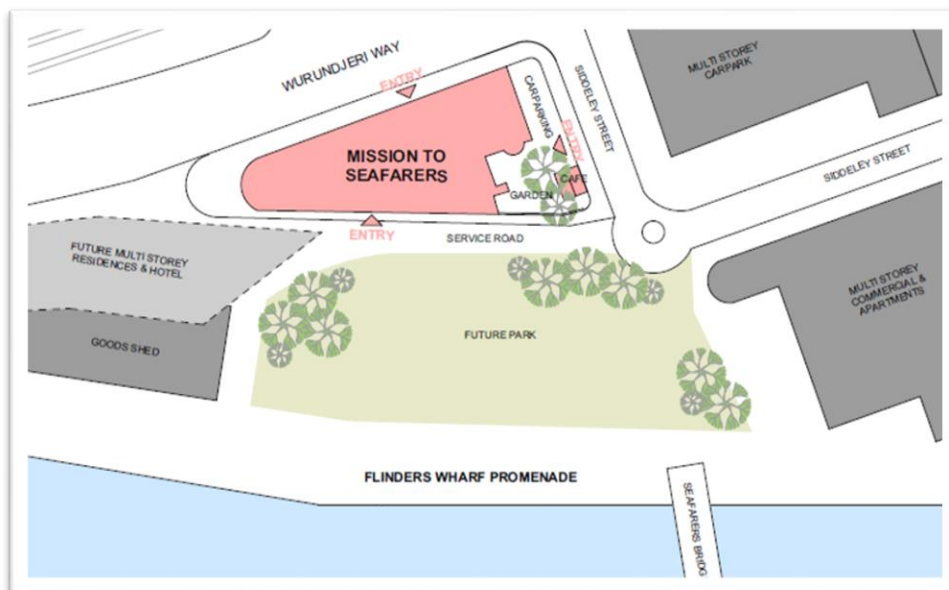 WURUNDJERI WAY
ENTRY
MULTI STOREY
CARPARK
SIDDELEY STREET
CARPARKING
ENTRY
MISSION TO
SEAFARERS
CAFE
GARDEN
SIDDELEY STREET
ENTRY
SERVICE ROAD
FUTURE MULTI STOREY
RESIDENCES & HOTEL
MULTI STOREY
COMMERCIAL &
APARTMENTS
GOODS SHED
FUTURE PARK
FLINDERS WHARF PROMENADE
SEAFARERS BRIDG